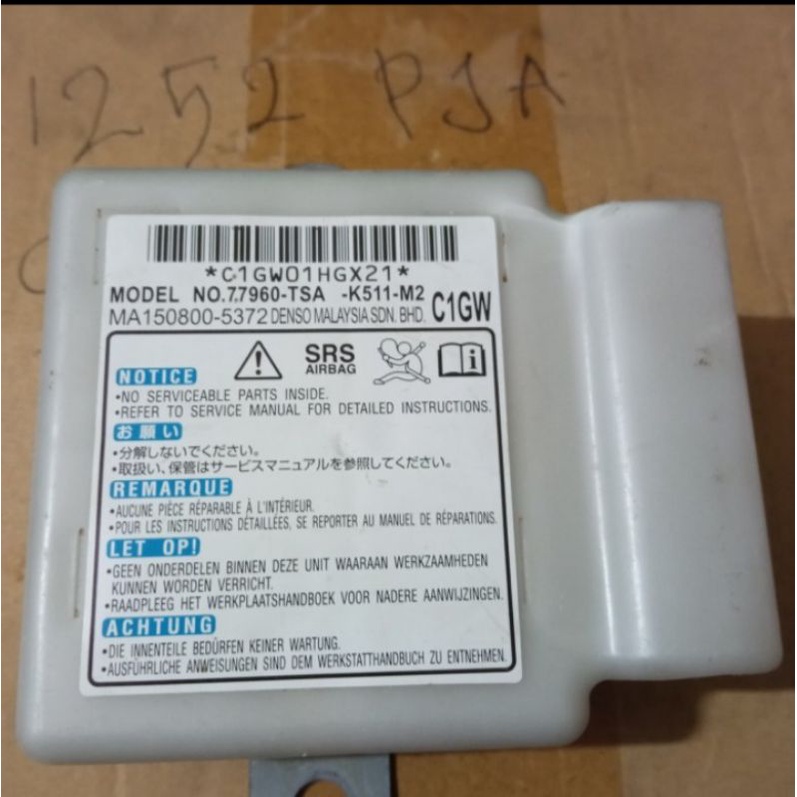 1252 PJA
*C1GW01HGX21*
MODEL NO.77960-TSA -K511-M2
MA150800-5372 DENSO MALAYSIA SDN. BHD. C1GW
SRS
AIRBAG
NOTICE
•NO SERVICEABLE PARTS INSIDE.
•REFER TO SERVICE MANUAL FOR DETAILED INSTRUCTIONS.
お願い
•分解しないでください。
•取扱い、保管はサービスマニュアルを参照してください。
REMARQUE
•AUCUNE PIÈCE RÉPARABLE À L'INTÉRIEUR.
•POUR LES INSTRUCTIONS DÉTAILLÉES, SE REPORTER AU MANUEL DE RÉPARATIONS.
LET OP!
•GEEN ONDERDELEN BINNEN DEZE UNIT WAARAAN WERKZAAMHEDEN
KUNNEN WORDEN VERRICHT.
•RAADPLEEG HET WERKPLAATSHANDBOEK VOOR NADERE AANWIJZINGEN.
ACHTUNG
•DIE INNENTEILE BEDÜRFEN KEINER WARTUNG.
•AUSFÜHRLICHE ANWEISUNGEN SIND DEM WERKSTATTHANDBUCH ZU ENTNEHMEN.